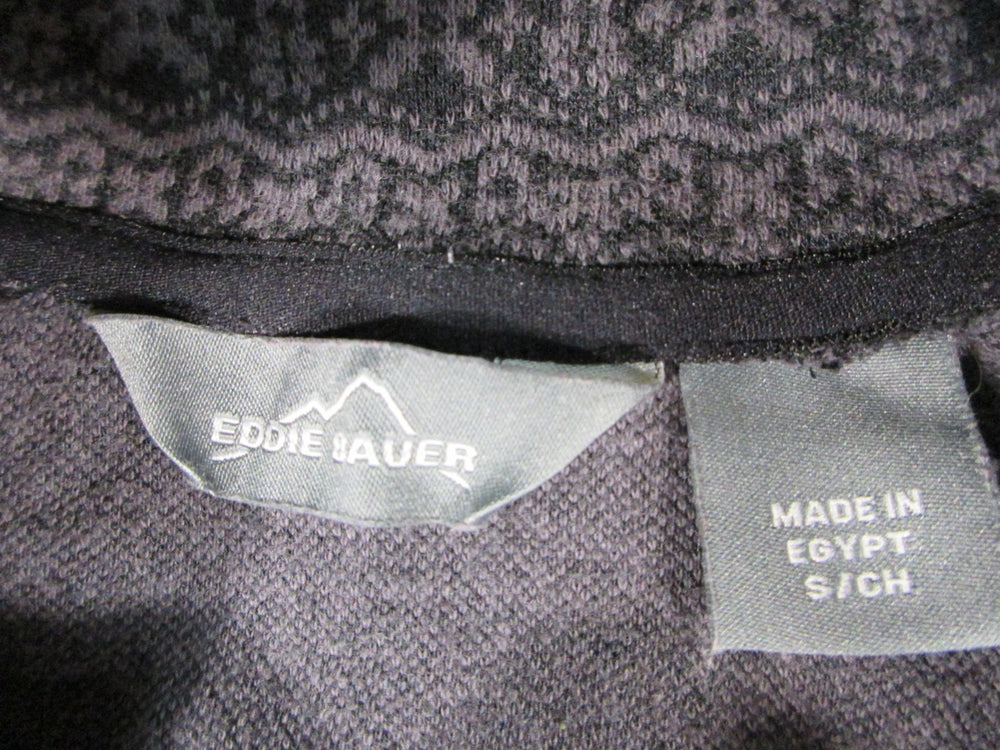 EDDIE BAUER
MADE IN
EGYPT
S/CH